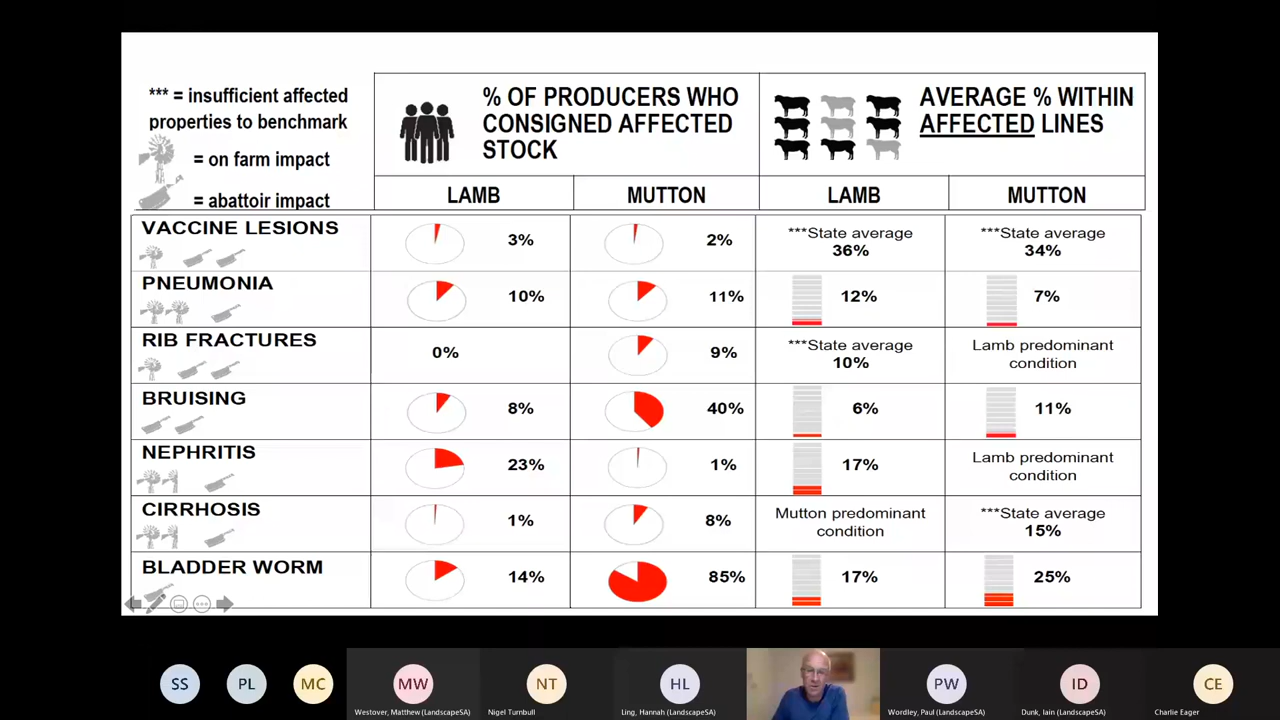 *** = insufficient affected
properties to benchmark
= on farm impact
= abattoir impact
% OF PRODUCERS WHO
CONSIGNED AFFECTED
STOCK
AVERAGE % WITHIN
AFFECTED LINES
LAMB
MUTTON
LAMB
MUTTON
VACCINE LESIONS
3%
2%
***State average
36%
***State average
34%
PNEUMONIA
10%
11%
12%
7%
RIB FRACTURES
0%
9%
***State average
10%
Lamb predominant
condition
BRUISING
8%
40%
6%
11%
NEPHRITIS
23%
1%
17%
Lamb predominant
condition
CIRRHOSIS
1%
8%
Mutton predominant
condition
***State average
15%
BLADDER WORM
14%
85%
17%
25%
SS
PL
MC
MW
NT
HL
PW
ID
CE
Westover, Matthew (LandscapeSA)
Nigel Turnbull
Ling, Hannah (LandscapeSA)
Wordley, Paul (LandscapeSA)
Dunk, Iain (LandscapeSA)
Charlie Eager